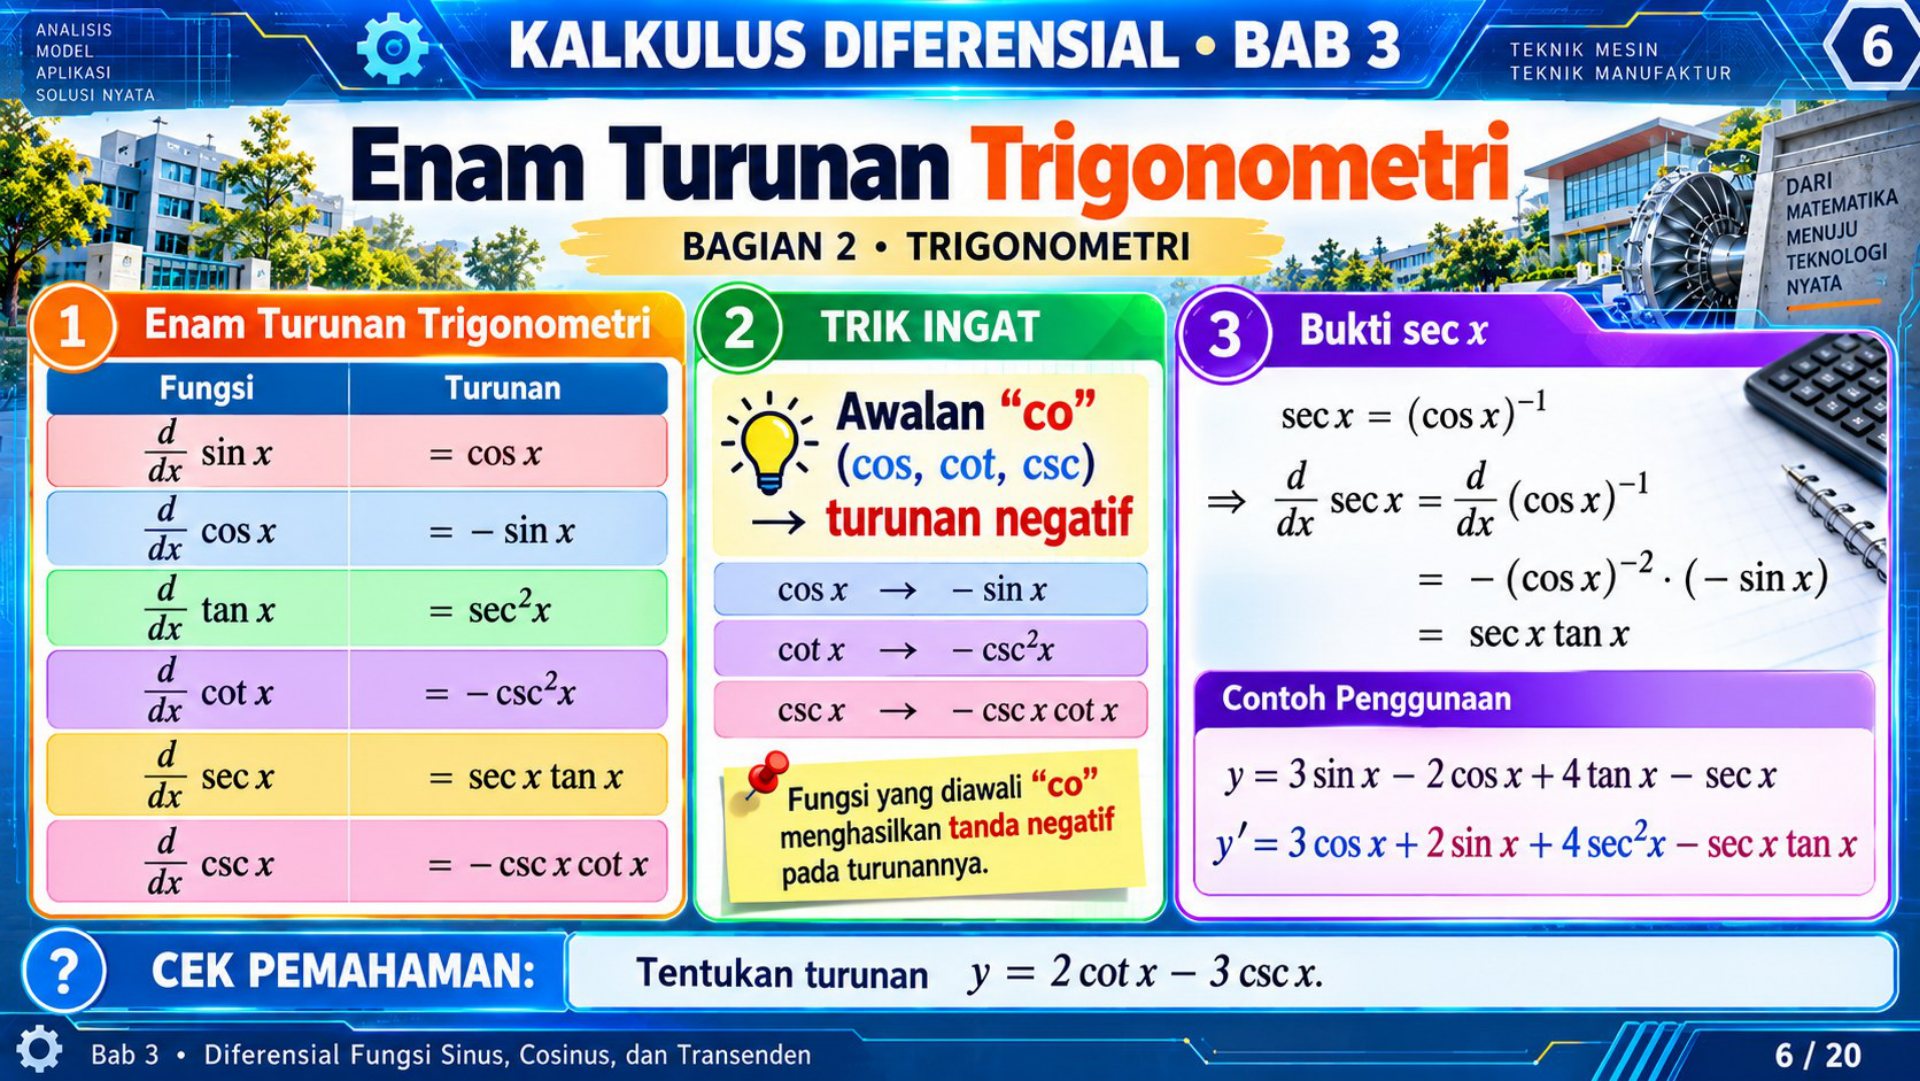 ANALISIS
MODEL
APLIKASI
SOLUSI NYATA
KALKULUS DIFERENSIAL • BAB 3
TEKNIK MESIN
TEKNIK MANUFAKTUR
6
Enam Turunan Trigonometri
BAGIAN 2 • TRIGONOMETRI
DARI
MATEMATIKA
MENUJU
TEKNOLOGI
NYATA
1 Enam Turunan Trigonometri
Fungsi Turunan
d/dx sin x = cos x
d/dx cos x = − sin x
d/dx tan x = sec²x
d/dx cot x = − csc²x
d/dx sec x = sec x tan x
d/dx csc x = − csc x cot x
2 TRIK INGAT
Awalan “co”
(cos, cot, csc)
→ turunan negatif
cos x → − sin x
cot x → − csc²x
csc x → − csc x cot x
Fungsi yang diawali “co”
menghasilkan tanda negatif
pada turunannya.
3 Bukti sec x
sec x = (cos x)⁻¹
⇒ d/dx sec x = d/dx (cos x)⁻¹
= − (cos x)⁻² · (− sin x)
= sec x tan x
Contoh Penggunaan
y = 3 sin x − 2 cos x + 4 tan x − sec x
y′ = 3 cos x + 2 sin x + 4 sec²x − sec x tan x
? CEK PEMAHAMAN: Tentukan turunan y = 2 cot x − 3 csc x.
Bab 3 • Diferensial Fungsi Sinus, Cosinus, dan Transenden
6 / 20